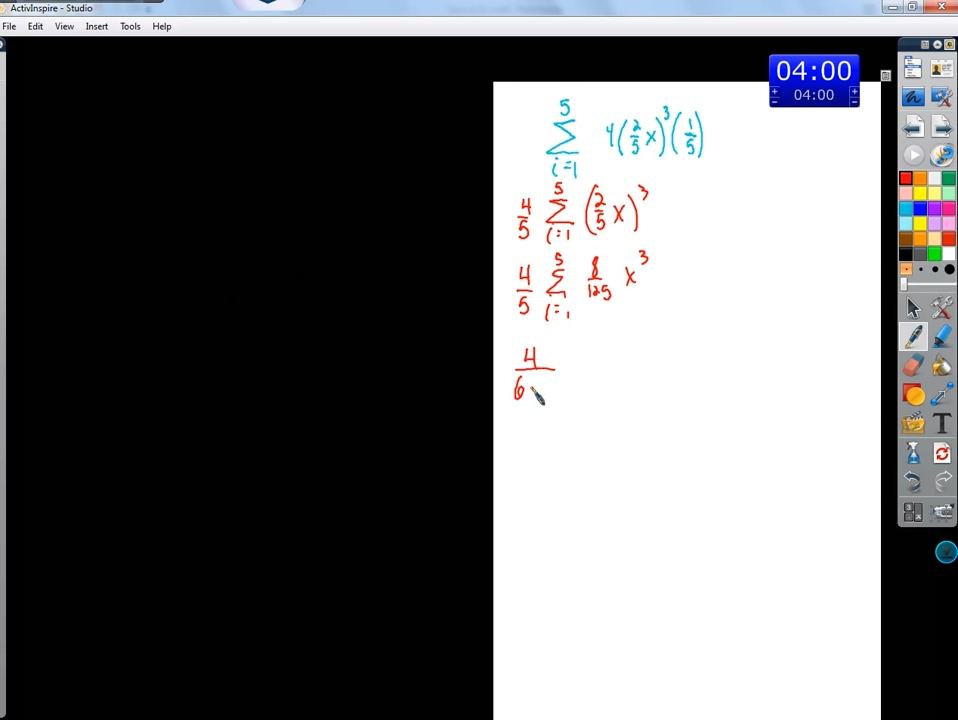 ActivInspire - Studio
File Edit View Insert Tools Help
04:00
04:00
5
∑ 4(2/5 x)^3 (1/5)
i=1
5
4/5 ∑ (2/5 x)^3
i=1
5
4/5 ∑ 8/125 x^3
i=1
4
6